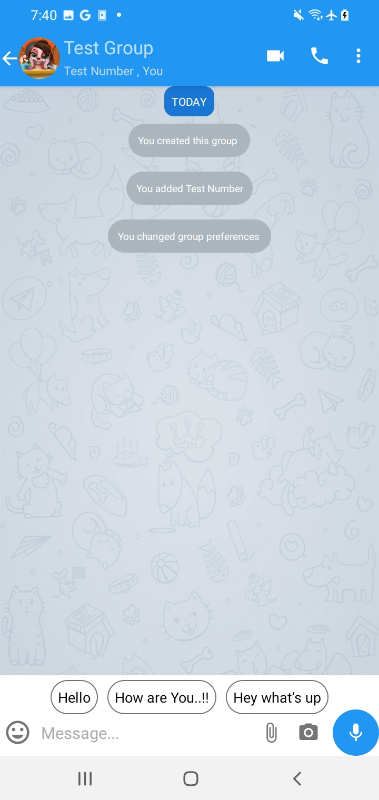 7:40
Test Group
Test Number , You
TODAY
You created this group
You added Test Number
You changed group preferences
Hello
How are You..!!
Hey what's up
Message...